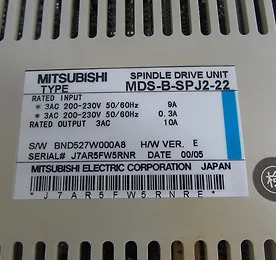 MITSUBISHI SPINDLE DRIVE UNIT
TYPE MDS-B-SPJ2-22
RATED INPUT
* 3AC 200-230V 50/60Hz 9A
* 3AC 200-230V 50/60Hz 0.3A
RATED OUTPUT 3AC 10A
S/W BND527W000A8 H/W VER. E
SERIAL# J7AR5FW5RNR DATE 00/05
MITSUBISHI ELECTRIC CORPORATION JAPAN
*J7AR5FW5RNRE*
検